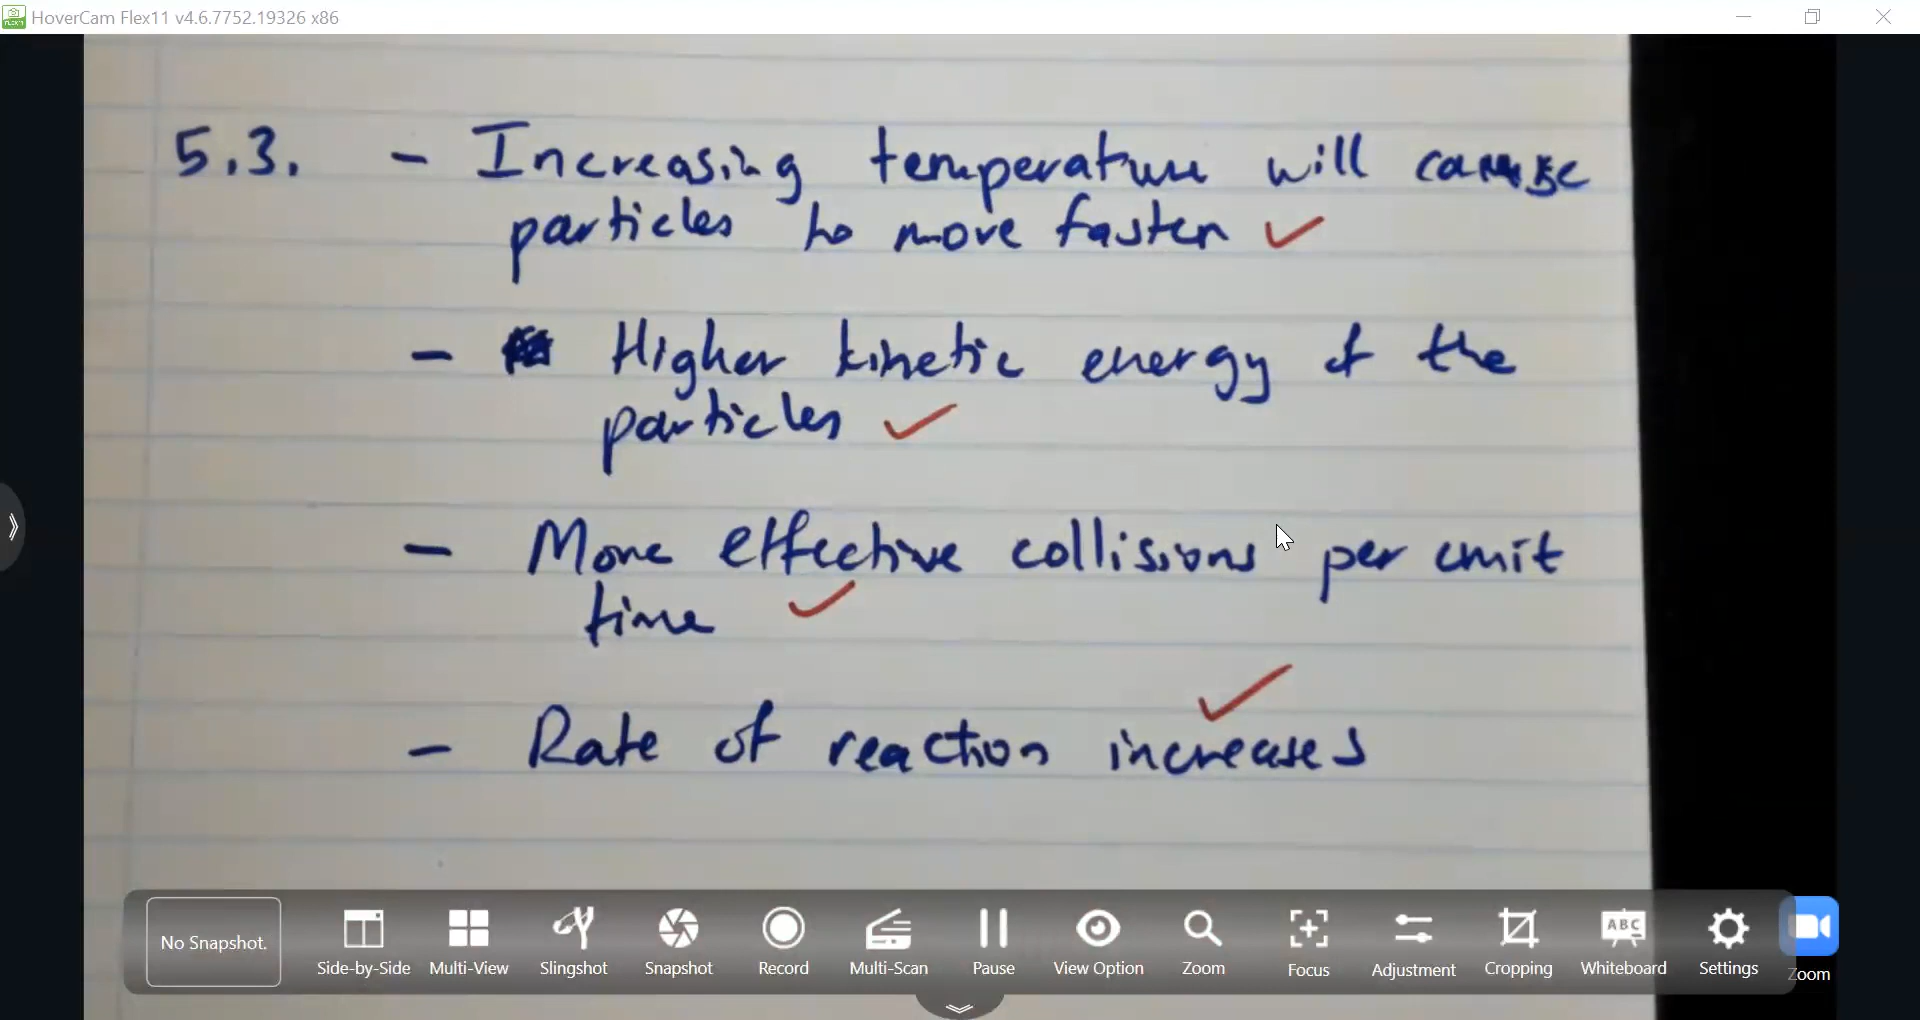 HoverCam Flex11 v4.6.7752.19326 x86
5.3. - Increasing temperature will cause
particles to move faster ✓
- Higher kinetic energy of the
particles ✓
- More effective collisions per unit
time ✓
- Rate of reaction increases ✓
No Snapshot.
Side-by-Side
Multi-View
Slingshot
Snapshot
Record
Multi-Scan
Pause
View Option
Zoom
Focus
Adjustment
Cropping
ABC
Whiteboard
Settings
Zoom